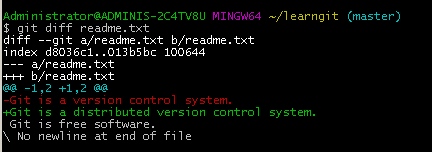 Administrator@ADMINIS-2C4TV8U MINGW64 ~/learngit (master)
$ git diff readme.txt
diff --git a/readme.txt b/readme.txt
index d8036c1..013b5bc 100644
--- a/readme.txt
+++ b/readme.txt
@@ -1,2 +1,2 @@
-Git is a version control system.
+Git is a distributed version control system.
 Git is free software.
\ No newline at end of file